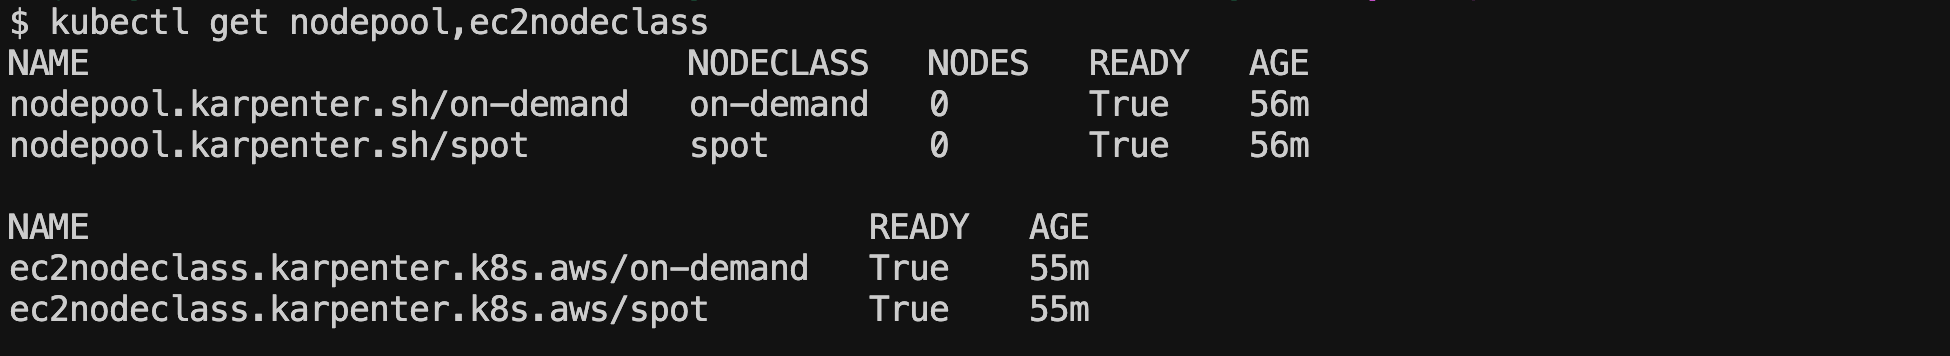 $ kubectl get nodepool,ec2nodeclass
NAME NODECLASS NODES READY AGE
nodepool.karpenter.sh/on-demand on-demand 0 True 56m
nodepool.karpenter.sh/spot spot 0 True 56m
NAME READY AGE
ec2nodeclass.karpenter.k8s.aws/on-demand True 55m
ec2nodeclass.karpenter.k8s.aws/spot True 55m